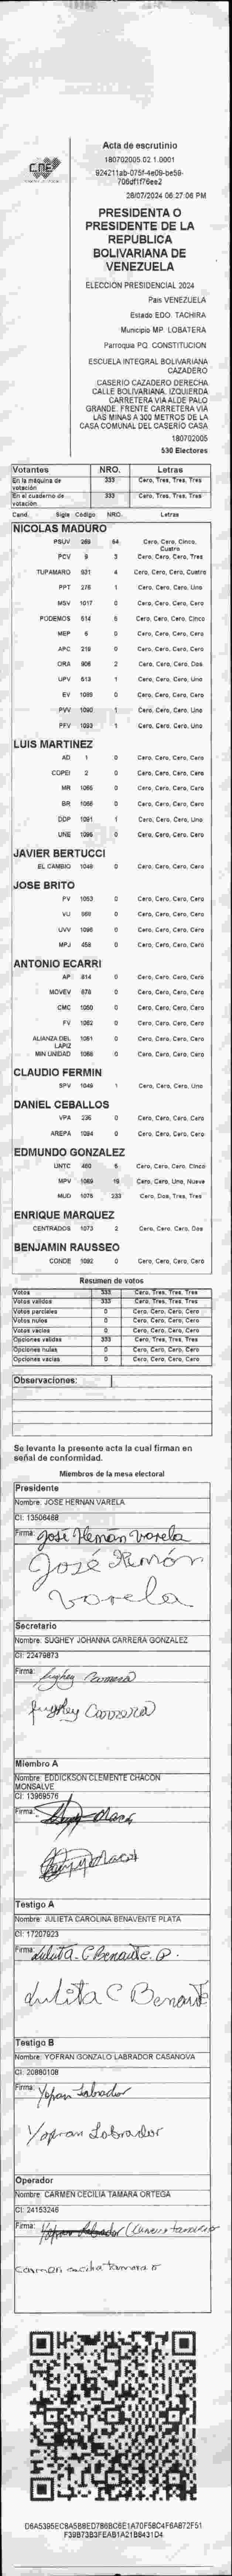 CNE
Acta de escrutinio
180702005.02.1.0001
924211ab-075f-4e09-be59-
706df1f76ee2
28/07/2024 06:27:06 PM
PRESIDENTA O
PRESIDENTE DE LA
REPÚBLICA
BOLIVARIANA DE
VENEZUELA
ELECCIÓN PRESIDENCIAL 2024
País VENEZUELA
Estado EDO. TACHIRA
Municipio MP. LOBATERA
Parroquia PQ. CONSTITUCION
ESCUELA INTEGRAL BOLIVARIANA
CAZADERO
CASERIO CAZADERO DERECHA
CALLE BOLIVARIANA. IZQUIERDA
CARRETERA VIA ALDE PALO
GRANDE. FRENTE CARRETERA VIA
LAS MINAS A 300 METROS DE LA
CASA COMUNAL DEL CASERIO CASA
180702005
530 Electores
Votantes NRO. Letras
En la máquina de votación 333 Cero, Tres, Tres, Tres
En el cuaderno de votación 333 Cero, Tres, Tres, Tres
Cand. Sigla Código NRO. Letras
NICOLAS MADURO
PSUV 269 64 Cero, Cero, Cinco, Cuatro
PCV 9 3 Cero, Cero, Cero, Tres
TUPAMARO 931 4 Cero, Cero, Cero, Cuatro
PPT 276 1 Cero, Cero, Cero, Uno
MSV 1017 0 Cero, Cero, Cero, Cero
PODEMOS 514 5 Cero, Cero, Cero, Cinco
MEP 6 0 Cero, Cero, Cero, Cero
APC 219 0 Cero, Cero, Cero, Cero
ORA 906 2 Cero, Cero, Cero, Dos
UPV 613 1 Cero, Cero, Cero, Uno
EV 1089 0 Cero, Cero, Cero, Cero
PVV 1090 1 Cero, Cero, Cero, Uno
PFV 1093 1 Cero, Cero, Cero, Uno
LUIS MARTINEZ
AD 1 0 Cero, Cero, Cero, Cero
COPEI 2 0 Cero, Cero, Cero, Cero
MR 1065 0 Cero, Cero, Cero, Cero
BR 1066 0 Cero, Cero, Cero, Cero
DDP 1091 1 Cero, Cero, Cero, Uno
UNE 1096 0 Cero, Cero, Cero, Cero
JAVIER BERTUCCI
EL CAMBIO 1048 0 Cero, Cero, Cero, Cero
JOSE BRITO
PV 1053 0 Cero, Cero, Cero, Cero
VU 969 0 Cero, Cero, Cero, Cero
UVV 1098 0 Cero, Cero, Cero, Cero
MPJ 458 0 Cero, Cero, Cero, Cero
ANTONIO ECARRI
AP 814 0 Cero, Cero, Cero, Cero
MOVEV 878 0 Cero, Cero, Cero, Cero
CMC 1050 0 Cero, Cero, Cero, Cero
FV 1062 0 Cero, Cero, Cero, Cero
ALIANZA DEL LAPIZ 1051 0 Cero, Cero, Cero, Cero
MIN UNIDAD 1088 0 Cero, Cero, Cero, Cero
CLAUDIO FERMIN
SPV 1049 1 Cero, Cero, Cero, Uno
DANIEL CEBALLOS
VPA 236 0 Cero, Cero, Cero, Cero
AREPA 1094 0 Cero, Cero, Cero, Cero
EDMUNDO GONZALEZ
UNTC 460 5 Cero, Cero, Cero, Cinco
MPV 1069 19 Cero, Cero, Uno, Nueve
MUD 1076 233 Cero, Dos, Tres, Tres
ENRIQUE MARQUEZ
CENTRADOS 1073 2 Cero, Cero, Cero, Dos
BENJAMIN RAUSSEO
CONDE 1092 0 Cero, Cero, Cero, Cero
Resumen de votos
Votos 333 Cero, Tres, Tres, Tres
Votos válidos 333 Cero, Tres, Tres, Tres
Votos parciales 0 Cero, Cero, Cero, Cero
Votos nulos 0 Cero, Cero, Cero, Cero
Votos vacíos 0 Cero, Cero, Cero, Cero
Opciones válidas 333 Cero, Tres, Tres, Tres
Opciones nulas 0 Cero, Cero, Cero, Cero
Opciones vacías 0 Cero, Cero, Cero, Cero
Observaciones:
Se levanta la presente acta la cual firman en
señal de conformidad.
Miembros de la mesa electoral
Presidente
Nombre: JOSE HERNAN VARELA
CI: 13506468
Firma: José Hernán Varela
José Hernán
Varela
Secretario
Nombre: SUGHEY JOHANNA CARRERA GONZALEZ
CI: 22479873
Firma: Sughey Carrera
Sughey Carrera
Miembro A
Nombre: EDDICKSON CLEMENTE CHACON
MONSALVE
CI: 13969576
Firma:
Testigo A
Nombre: JULIETA CAROLINA BENAVENTE PLATA
CI: 17207923
Firma: Julieta C Benavente. P.
Julieta C Benavente
Testigo B
Nombre: YOFRAN GONZALO LABRADOR CASANOVA
CI: 20880108
Firma: Yofran Labrador
Yofran Labrador
Operador
Nombre: CARMEN CECILIA TAMARA ORTEGA
CI: 24153246
Firma: Yofran Labrador
Carmen cecilia tamara o
D6A5395EC8A5B8ED786BC6E1A70F58C4F6A872F51
F39B73B3FEAB1A21B6431D4